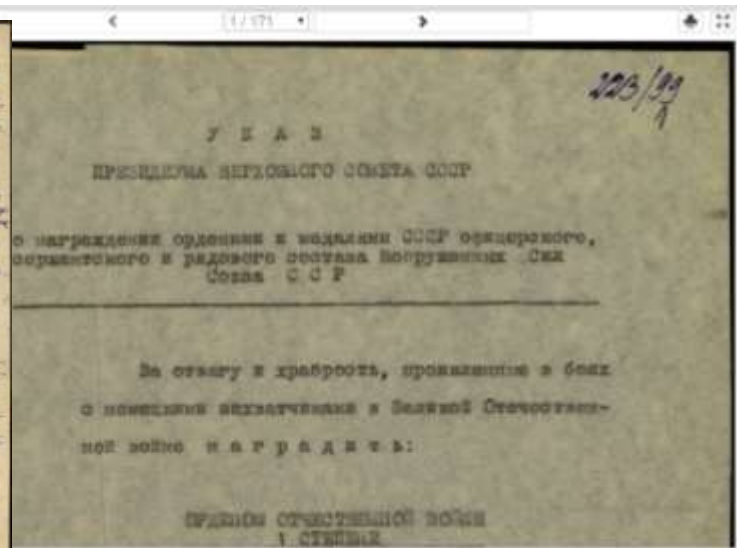 1 / 171
223/99
У К А З
ПРЕЗИДИУМА ВЕРХОВНОГО СОВЕТА СССР
о награждении орденами и медалями СССР офицерского,
сержантского и рядового состава Вооруженных Сил
Союза С С Р
За отвагу и храбрость, проявленные в боях
с немецкими захватчиками в Великой Отечествен-
ной войне н а г р а д и т ь:
ОРДЕНОМ ОТЕЧЕСТВЕННОЙ ВОЙНЫ
1 СТЕПЕНИ